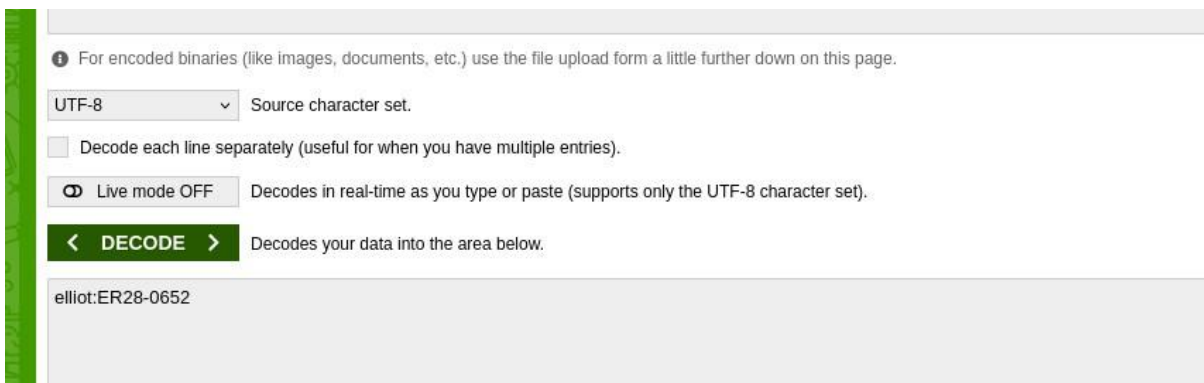 For encoded binaries (like images, documents, etc.) use the file upload form a little further down on this page.
UTF-8 Source character set.
Decode each line separately (useful for when you have multiple entries).
Live mode OFF Decodes in real-time as you type or paste (supports only the UTF-8 character set).
< DECODE > Decodes your data into the area below.
elliot:ER28-0652